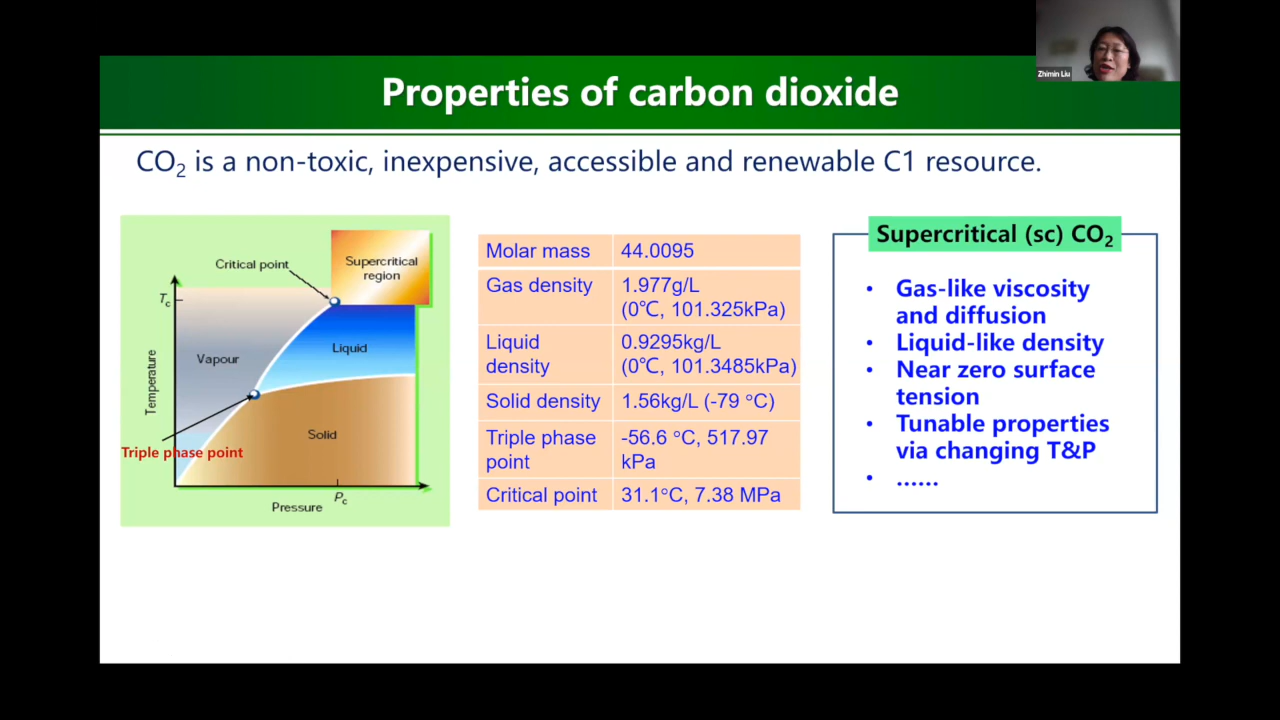 Zhimin Liu
Properties of carbon dioxide
CO₂ is a non-toxic, inexpensive, accessible and renewable C1 resource.
Critical point
Supercritical
region
Tc
Vapour
Liquid
Temperature
Solid
Triple phase point
Pc
Pressure
Molar mass 44.0095
Gas density 1.977g/L
(0℃, 101.325kPa)
Liquid 0.9295kg/L
density (0℃, 101.3485kPa)
Solid density 1.56kg/L (-79 °C)
Triple phase -56.6 °C, 517.97
point kPa
Critical point 31.1°C, 7.38 MPa
Supercritical (sc) CO₂
• Gas-like viscosity
and diffusion
• Liquid-like density
• Near zero surface
tension
• Tunable properties
via changing T&P
• ......